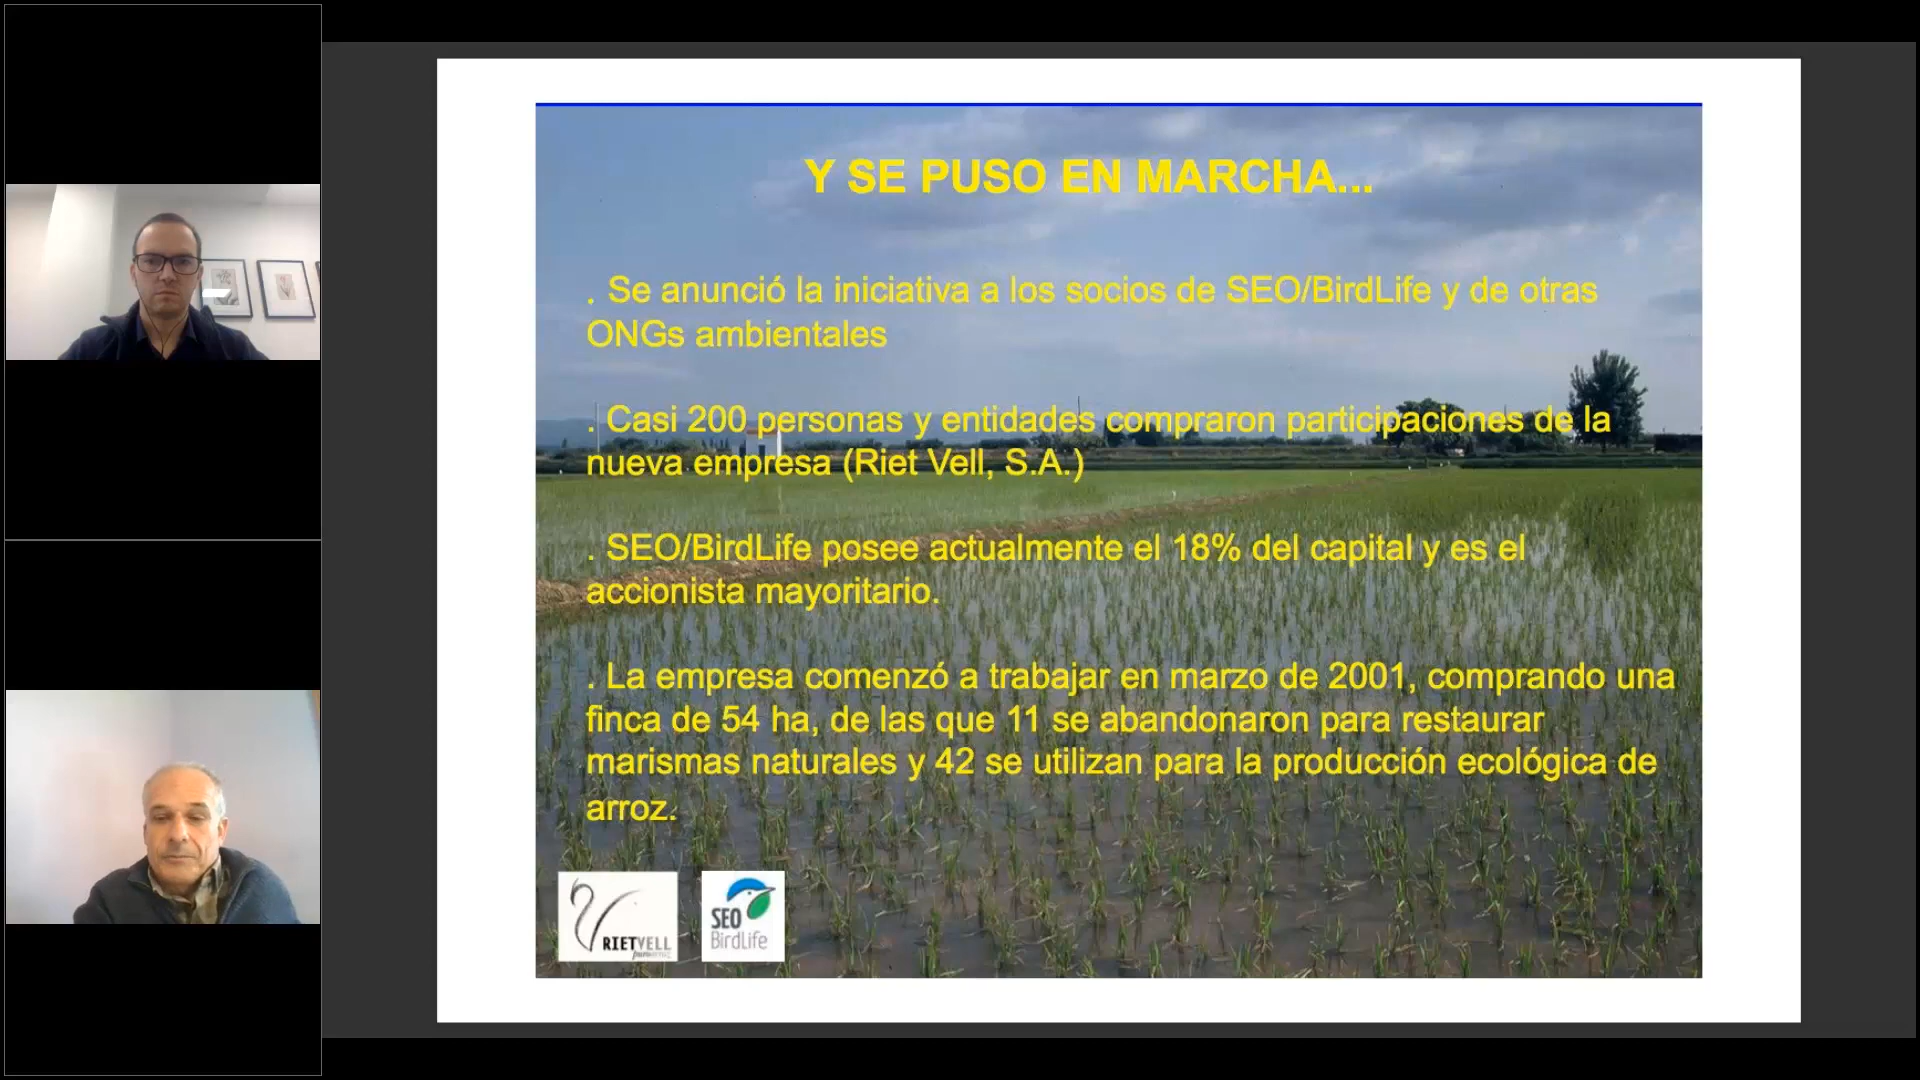 Y SE PUSO EN MARCHA...
. Se anunció la iniciativa a los socios de SEO/BirdLife y de otras
ONGs ambientales
. Casi 200 personas y entidades compraron participaciones de la
nueva empresa (Riet Vell, S.A.)
. SEO/BirdLife posee actualmente el 18% del capital y es el
accionista mayoritario.
. La empresa comenzó a trabajar en marzo de 2001, comprando una
finca de 54 ha, de las que 11 se abandonaron para restaurar
marismas naturales y 42 se utilizan para la producción ecológica de
arroz.
RIETVELL
SEO
BirdLife